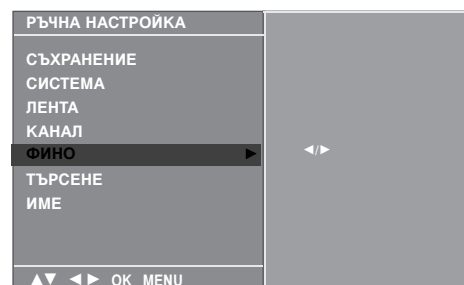 РЪЧНА НАСТРОЙКА
СЪХРАНЕНИЕ
СИСТЕМА
ЛЕНТА
КАНАЛ
ФИНО ►
◄/►
ТЪРСЕНЕ
ИМЕ
▲▼ ◄► OK MENU